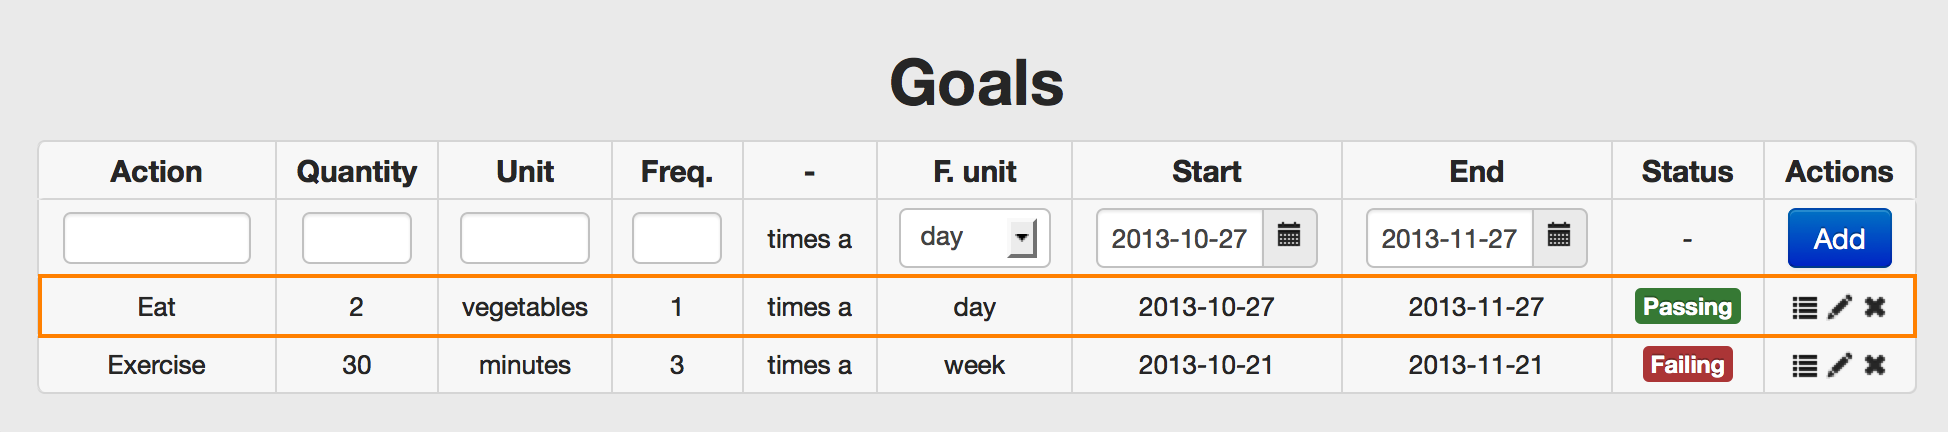 Goals
Action Quantity Unit Freq. - F. unit Start End Status Actions
times a day 2013-10-27 2013-11-27 - Add
Eat 2 vegetables 1 times a day 2013-10-27 2013-11-27 Passing
Exercise 30 minutes 3 times a week 2013-10-21 2013-11-21 Failing